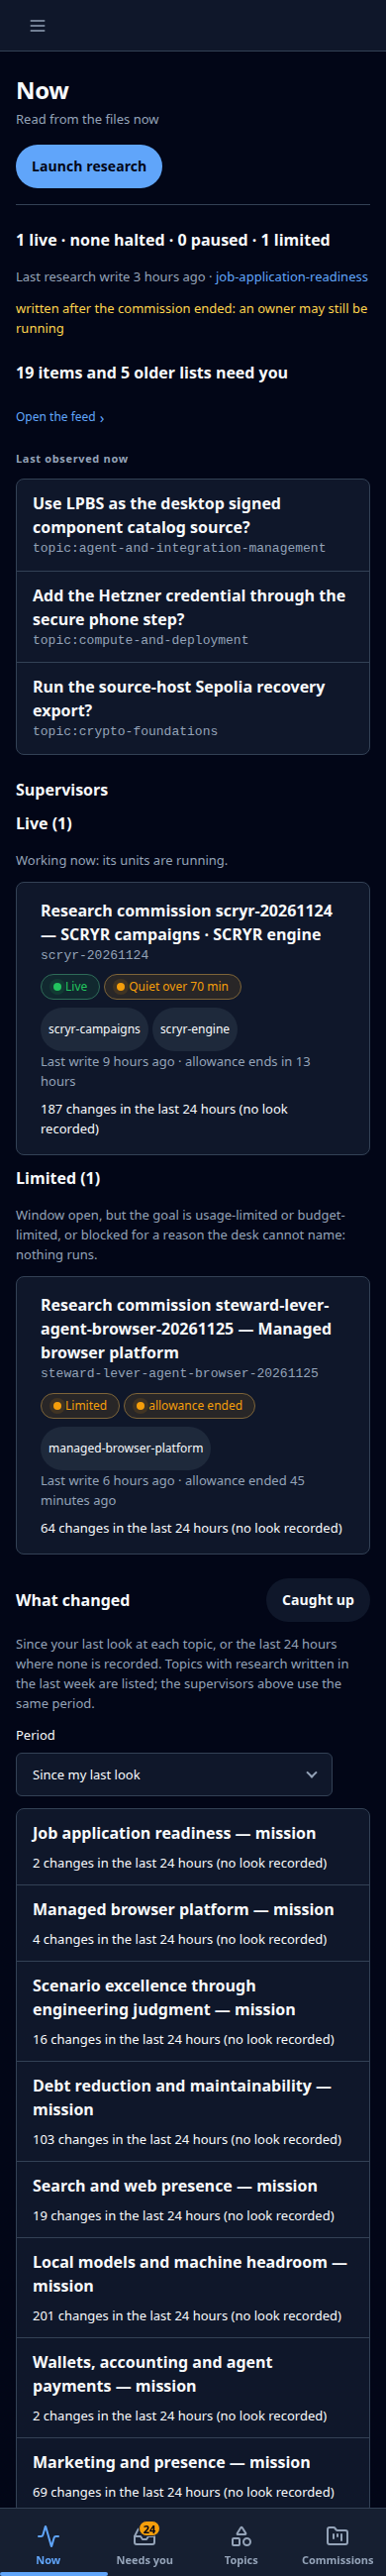 Now
Read from the files now
Launch research
1 live · none halted · 0 paused · 1 limited
Last research write 3 hours ago · job-application-readiness
written after the commission ended: an owner may still be
running
19 items and 5 older lists need you
Open the feed ›
Last observed now
Use LPBS as the desktop signed
component catalog source?
topic:agent-and-integration-management
Add the Hetzner credential through the
secure phone step?
topic:compute-and-deployment
Run the source-host Sepolia recovery
export?
topic:crypto-foundations
Supervisors
Live (1)
Working now: its units are running.
Research commission scryr-20261124
— SCRYR campaigns · SCRYR engine
scryr-20261124
Live
Quiet over 70 min
scryr-campaigns
scryr-engine
Last write 9 hours ago · allowance ends in 13
hours
187 changes in the last 24 hours (no look
recorded)
Limited (1)
Window open, but the goal is usage-limited or budget-
limited, or blocked for a reason the desk cannot name:
nothing runs.
Research commission steward-lever-
agent-browser-20261125 — Managed
browser platform
steward-lever-agent-browser-20261125
Limited
allowance ended
managed-browser-platform
Last write 6 hours ago · allowance ended 45
minutes ago
64 changes in the last 24 hours (no look recorded)
What changed
Caught up
Since your last look at each topic, or the last 24 hours
where none is recorded. Topics with research written in
the last week are listed; the supervisors above use the
same period.
Period
Since my last look
Job application readiness — mission
2 changes in the last 24 hours (no look recorded)
Managed browser platform — mission
4 changes in the last 24 hours (no look recorded)
Scenario excellence through
engineering judgment — mission
16 changes in the last 24 hours (no look recorded)
Debt reduction and maintainability —
mission
103 changes in the last 24 hours (no look recorded)
Search and web presence — mission
19 changes in the last 24 hours (no look recorded)
Local models and machine headroom —
mission
201 changes in the last 24 hours (no look recorded)
Wallets, accounting and agent
payments — mission
2 changes in the last 24 hours (no look recorded)
Marketing and presence — mission
69 changes in the last 24 hours (no look recorded)
24
Now
Needs you
Topics
Commissions